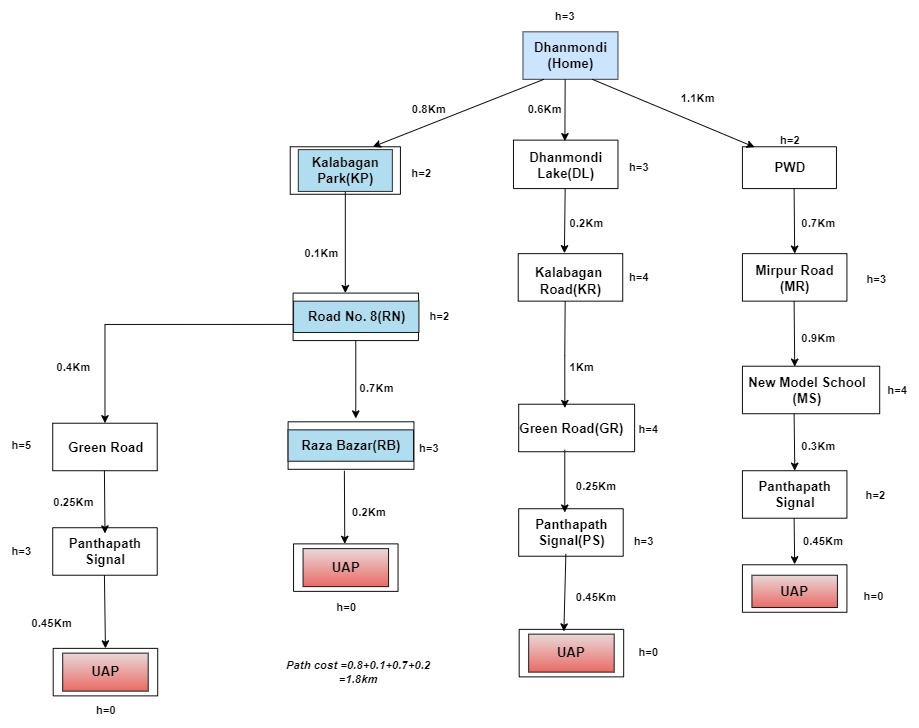 h=3
Dhanmondi
(Home)
0.8Km
0.6Km
1.1Km
Kalabagan
Park(KP)
h=2
Dhanmondi
Lake(DL)
h=3
h=2
PWD
0.1Km
0.2Km
0.7Km
Road No. 8(RN)
h=2
Kalabagan
Road(KR)
h=4
Mirpur Road
(MR)
h=3
0.4Km
0.7Km
1Km
0.9Km
New Model School
(MS)
h=4
h=5
Green Road
Raza Bazar(RB)
h=3
Green Road(GR)
h=4
0.3Km
0.25Km
0.2Km
0.25Km
Panthapath
Signal
h=2
h=3
Panthapath
Signal
UAP
h=0
Panthapath
Signal(PS)
h=3
0.45Km
UAP
h=0
0.45Km
0.45Km
UAP
h=0
Path cost =0.8+0.1+0.7+0.2
=1.8km
UAP
h=0